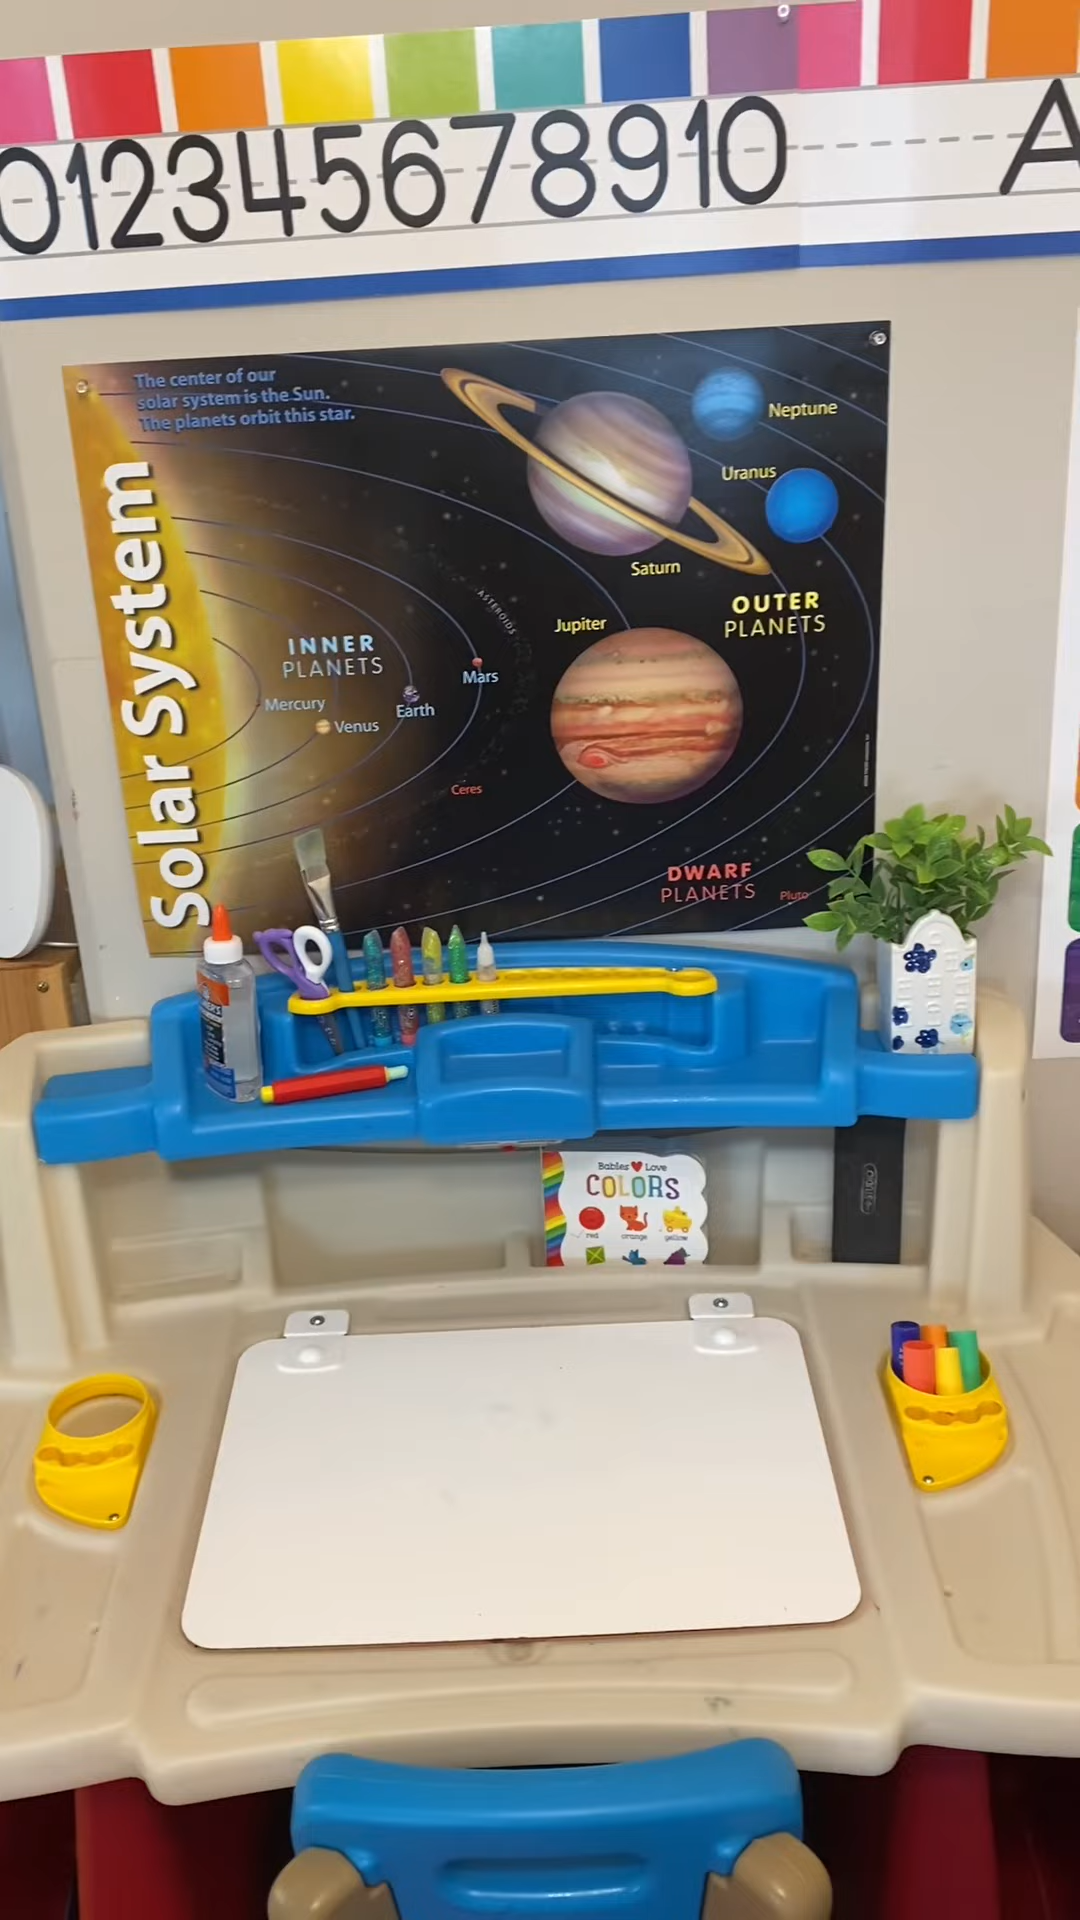 012345678910 A
The center of our
solar system is the Sun.
The planets orbit this star.
Solar System
Neptune
Uranus
Saturn
OUTER
PLANETS
Jupiter
INNER
PLANETS
ASTEROIDS
Mars
Mercury
Earth
Venus
Ceres
DWARF
PLANETS
Pluto
Babies Love
COLORS
red orange yellow